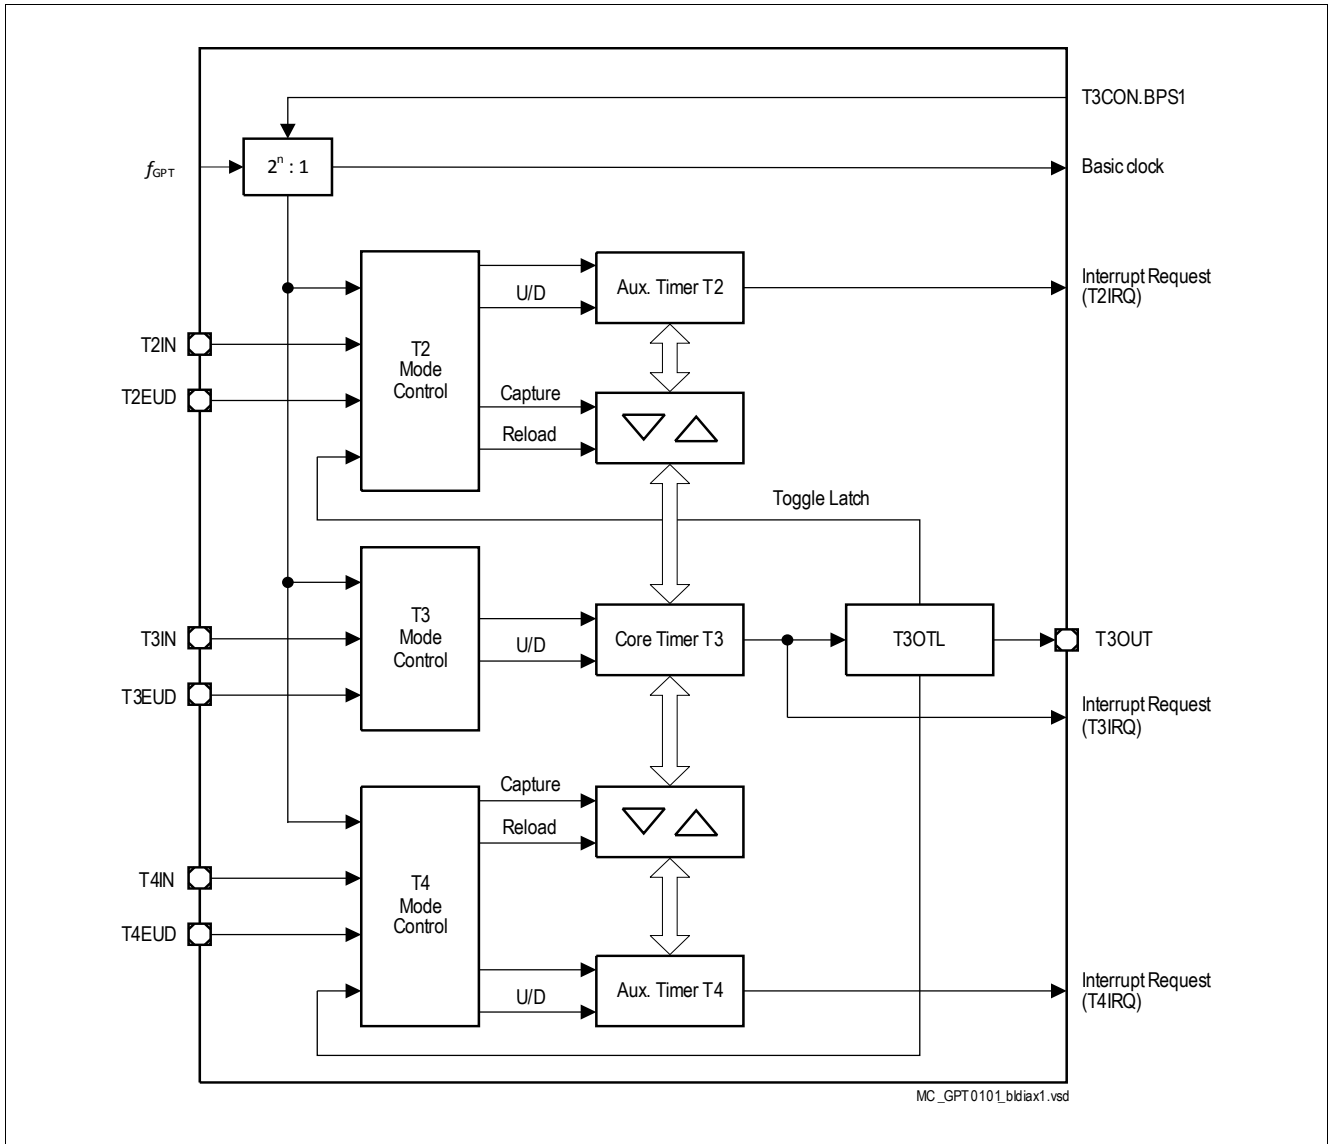 T3CON.BPS1
fGPT
2ⁿ : 1
Basic clock
U/D
Aux. Timer T2
Interrupt Request
(T2IRQ)
T2IN
T2EUD
T2
Mode
Control
Capture
Reload
Toggle Latch
T3IN
T3EUD
T3
Mode
Control
U/D
Core Timer T3
T3OTL
T3OUT
Interrupt Request
(T3IRQ)
Capture
Reload
T4IN
T4EUD
T4
Mode
Control
U/D
Aux. Timer T4
Interrupt Request
(T4IRQ)
MC_GPT0101_bldiax1.vsd